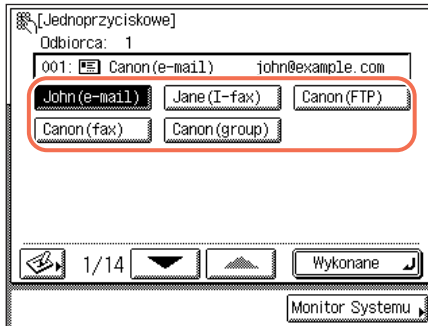 [Jednoprzyciskowe]
Odbiorca: 1
001: Canon(e-mail) john@example.com
John(e-mail) Jane(I-fax) Canon(FTP)
Canon(fax) Canon(group)
1/14 Wykonane
Monitor Systemu